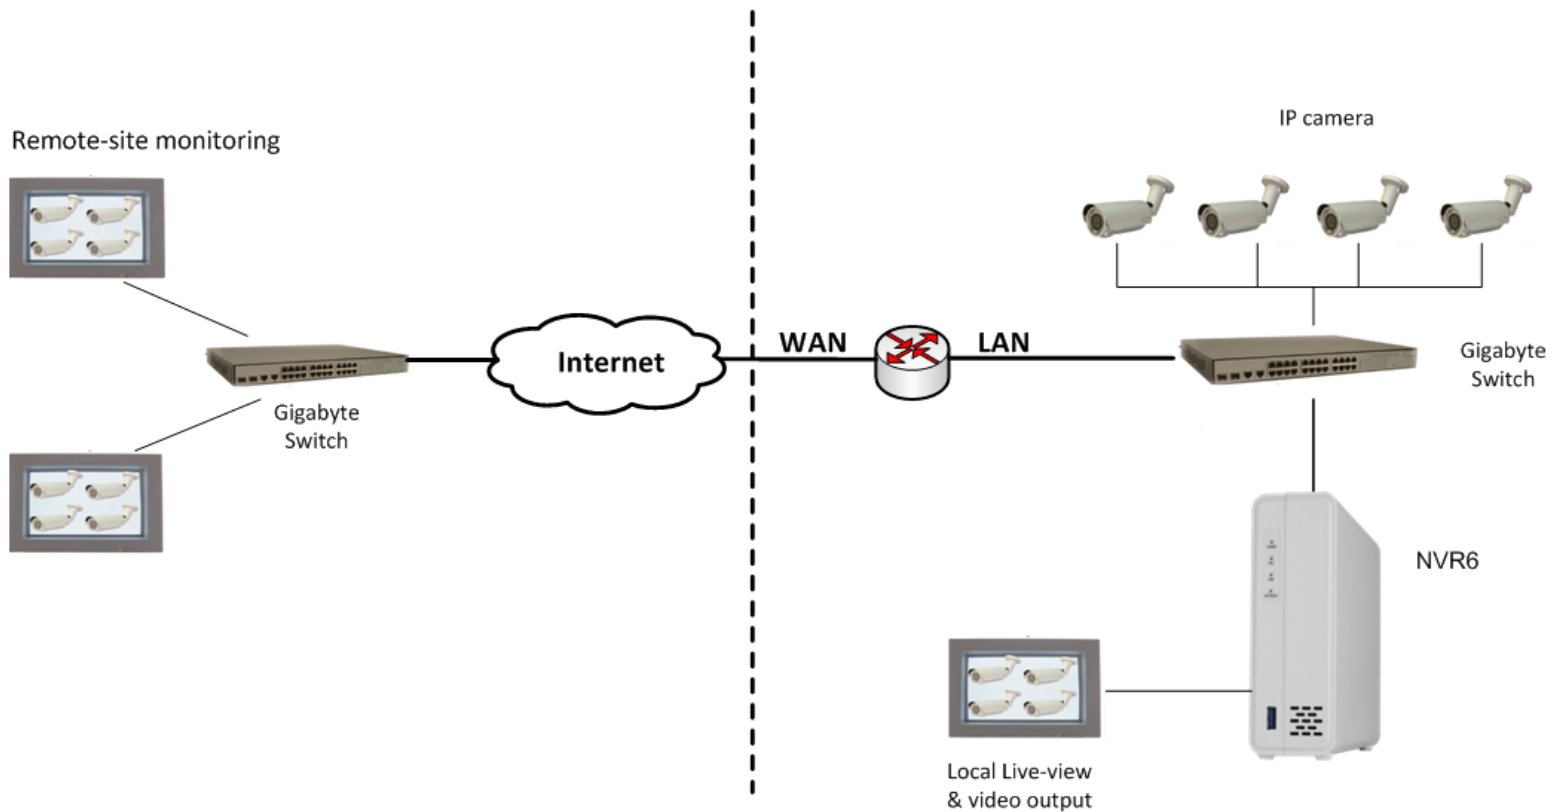 Remote-site monitoring
Gigabyte
Switch
Internet
WAN
LAN
IP camera
Gigabyte
Switch
NVR6
Local Live-view
& video output